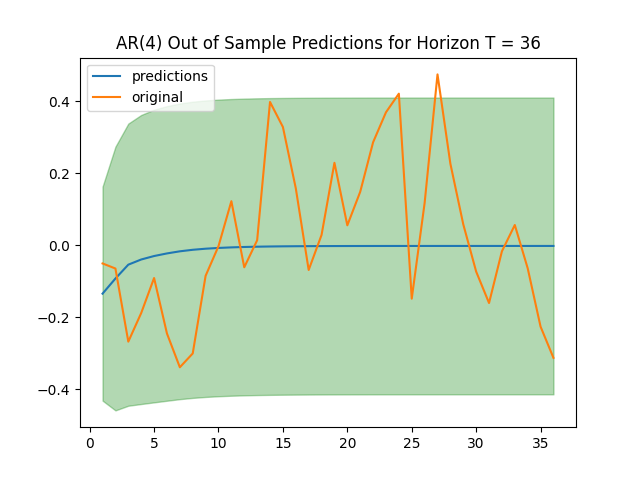 AR(4) Out of Sample Predictions for Horizon T = 36
predictions
original
0.4
0.2
0.0
−0.2
−0.4
0 5 10 15 20 25 30 35